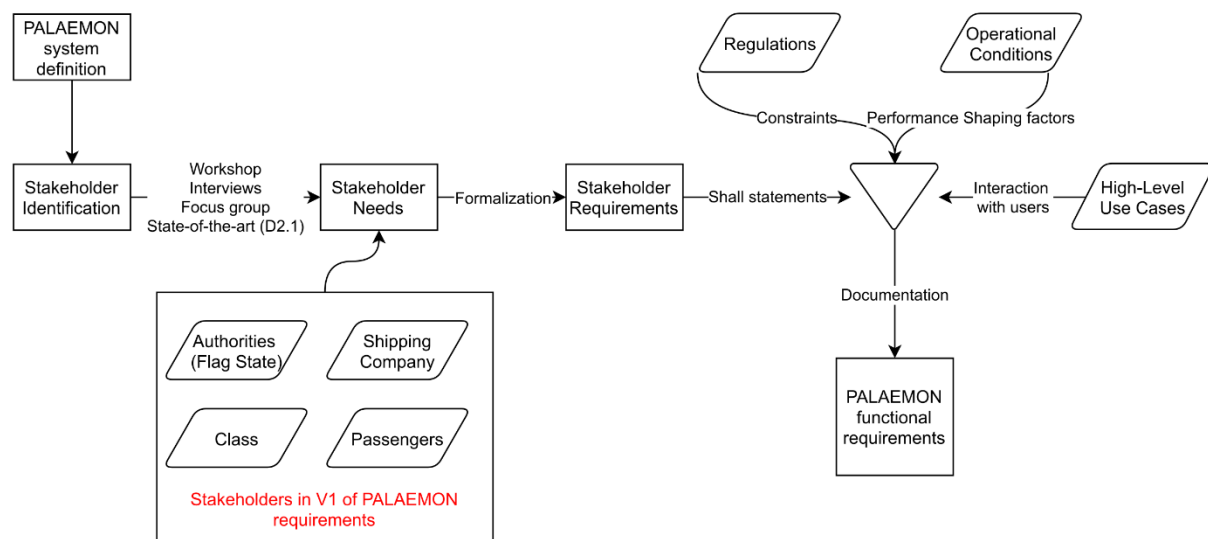 PALAEMON
system
definition
Regulations
Operational
Conditions
Constraints
Performance Shaping factors
Stakeholder
Identification
Workshop
Interviews
Focus group
State-of-the-art (D2.1)
Stakeholder
Needs
Formalization
Stakeholder
Requirements
Shall statements
Interaction
with users
High-Level
Use Cases
Documentation
Authorities
(Flag State)
Shipping
Company
Class
Passengers
Stakeholders in V1 of PALAEMON
requirements
PALAEMON
functional
requirements